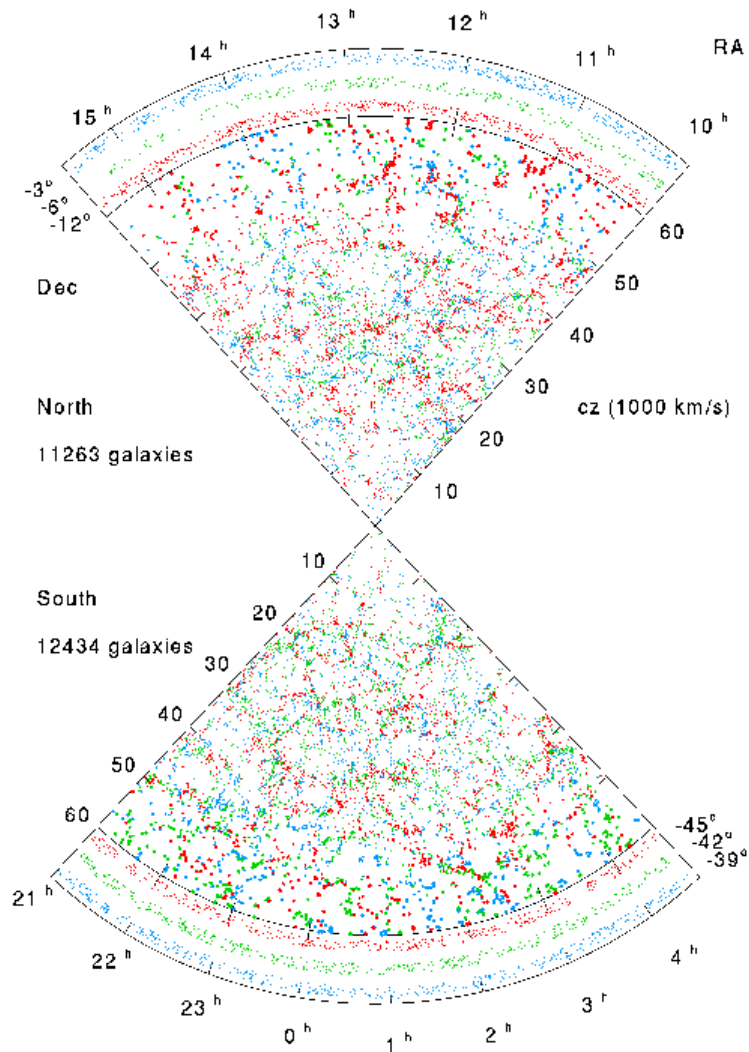 13 h
14 h
12 h
RA
15 h
11 h
10 h
-3°
-6°
-12°
60
50
Dec
40
30
North
cz (1000 km/s)
20
11263 galaxies
10
10
South
20
12434 galaxies
30
40
50
60
-45°
-42°
-39°
21 h
22 h
4 h
23 h
3 h
0 h
1 h
2 h